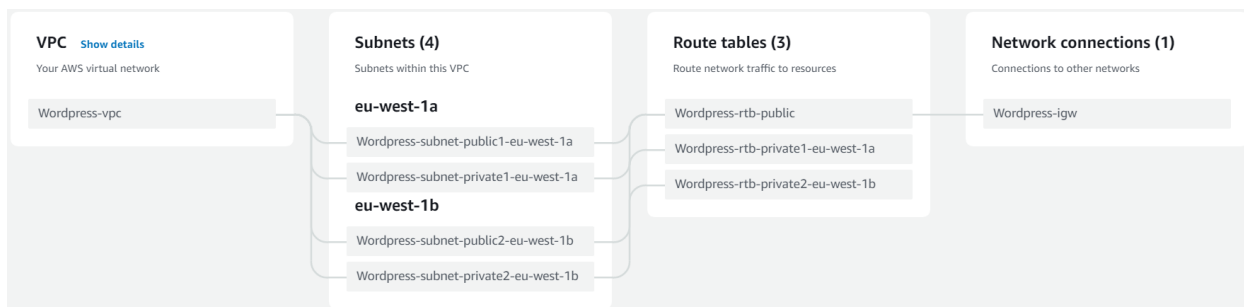 VPC Show details
Your AWS virtual network
Wordpress-vpc
Subnets (4)
Subnets within this VPC
eu-west-1a
Wordpress-subnet-public1-eu-west-1a
Wordpress-subnet-private1-eu-west-1a
eu-west-1b
Wordpress-subnet-public2-eu-west-1b
Wordpress-subnet-private2-eu-west-1b
Route tables (3)
Route network traffic to resources
Wordpress-rtb-public
Wordpress-rtb-private1-eu-west-1a
Wordpress-rtb-private2-eu-west-1b
Network connections (1)
Connections to other networks
Wordpress-igw